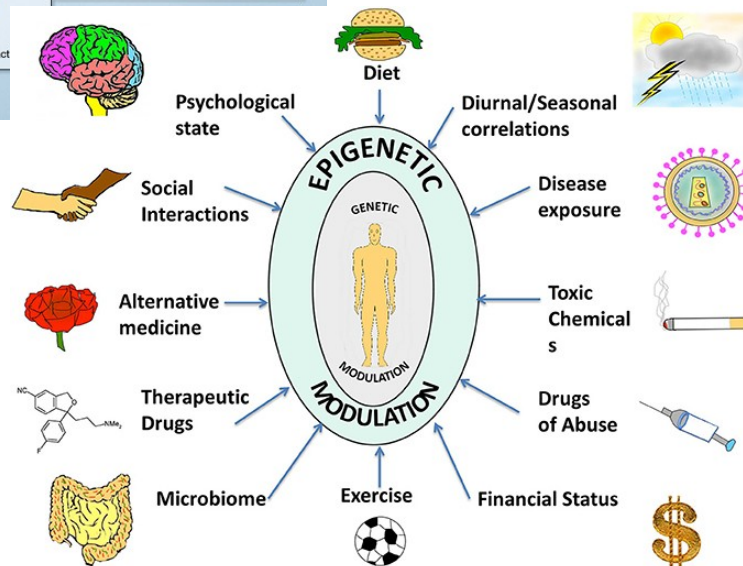 act
Diet
Psychological
state
Diurnal/Seasonal
correlations
Social
Interactions
EPIGENETIC
GENETIC
Disease
exposure
Alternative
medicine
Toxic
Chemical
s
MODULATION
MODULATION
Therapeutic
Drugs
NC
O
NMe₂
F
Drugs
of Abuse
Microbiome
Exercise
Financial Status
$